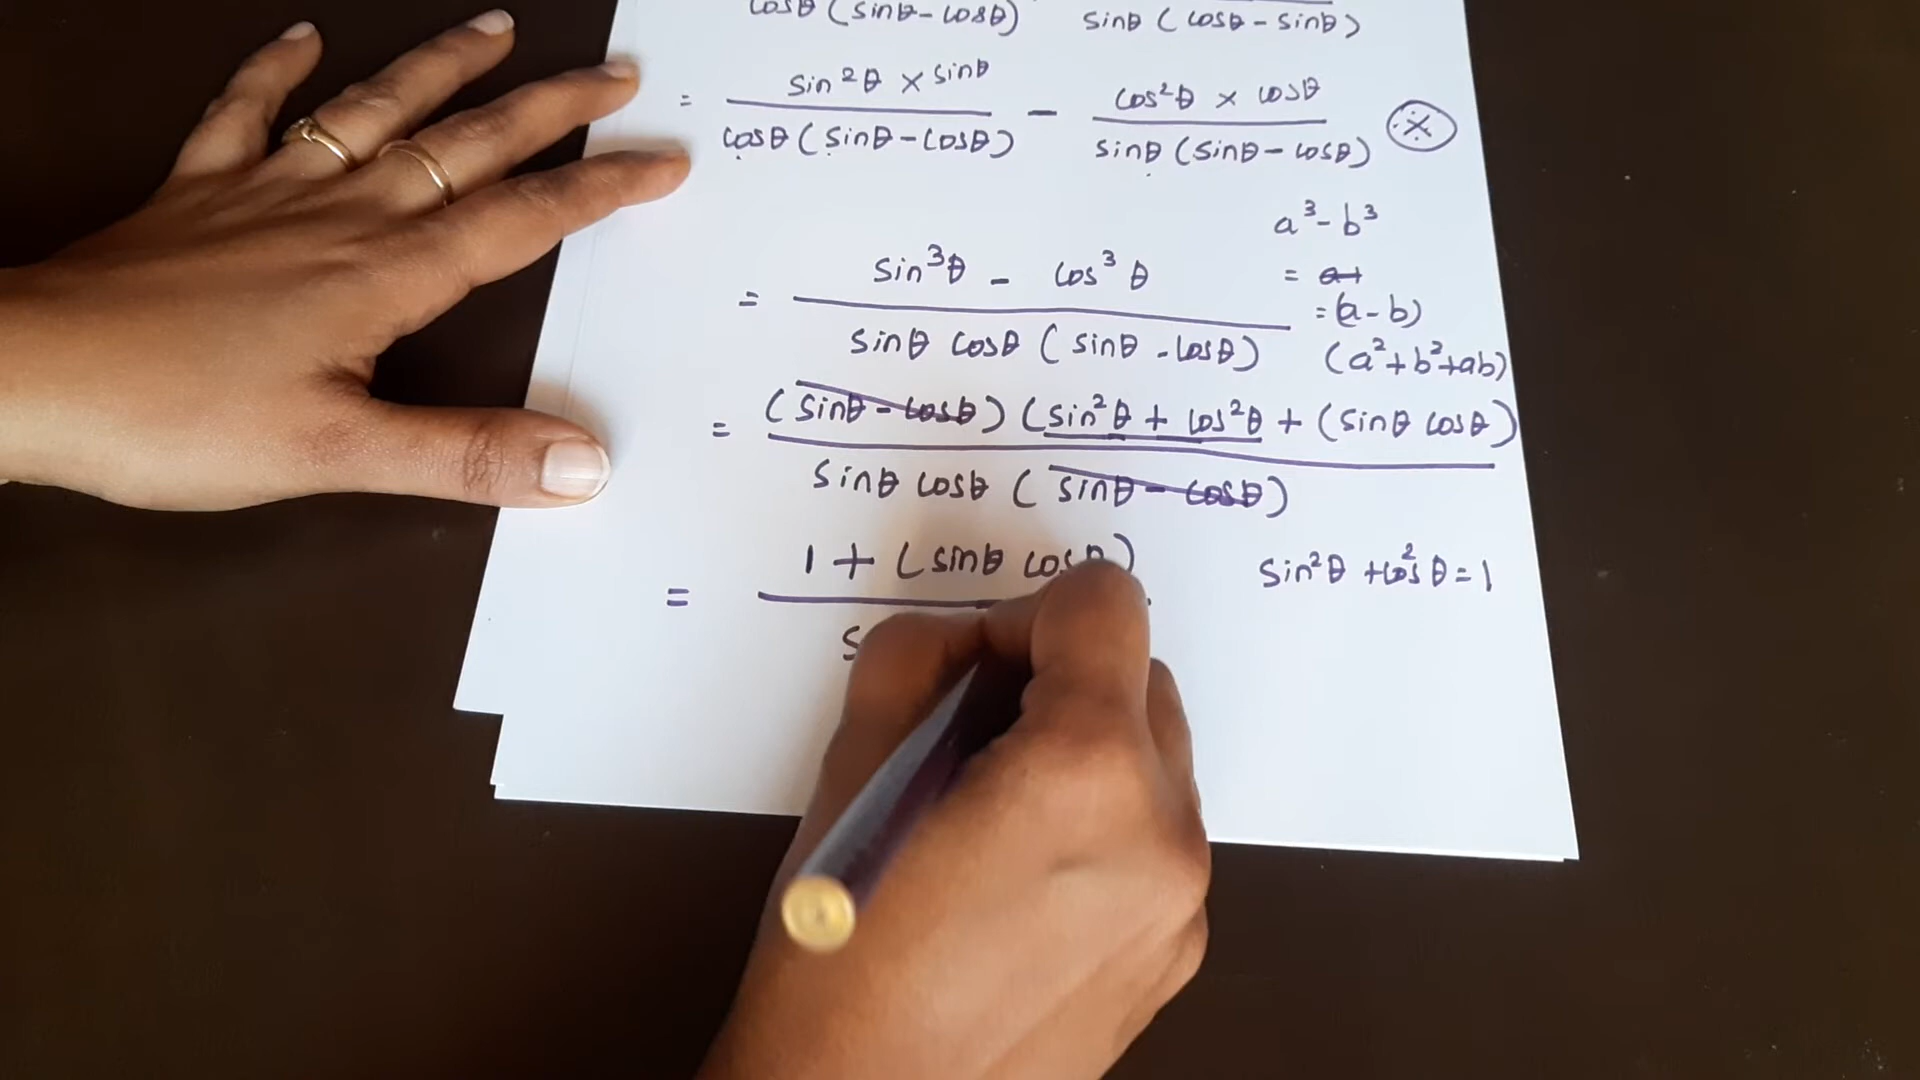 cosθ (sinθ - cosθ) sinθ (cosθ - sinθ)
= sin²θ × sinθ / cosθ (sinθ - cosθ) - cos²θ × cosθ / sinθ (sinθ - cosθ) ×
a³ - b³
= sin³θ - cos³θ / sinθ cosθ (sinθ - cosθ)
=
= (a - b)
(a² + b² + ab)
= (sinθ - cosθ) (sin²θ + cos²θ + (sinθ cosθ) / sinθ cosθ (sinθ - cosθ)
= 1 + (sinθ cosθ) / s
sin²θ + cos²θ = 1